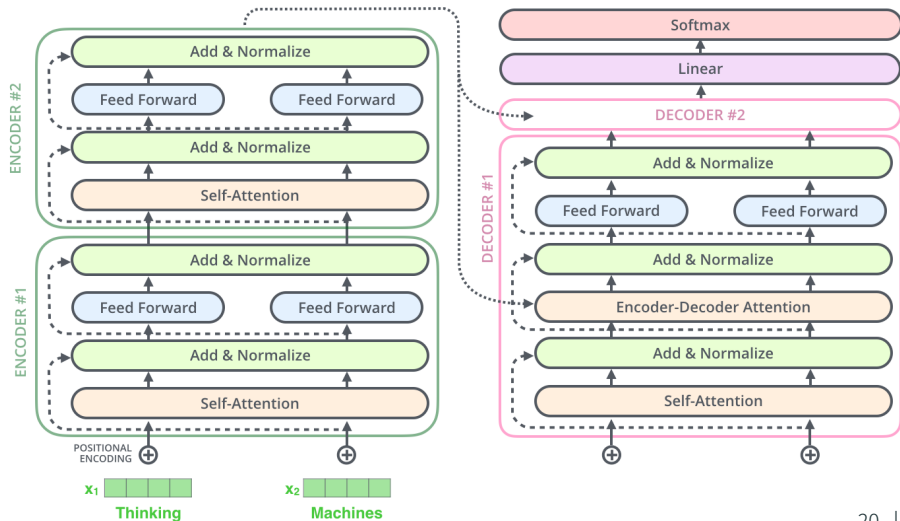 ENCODER #2
Add & Normalize
Feed Forward Feed Forward
Add & Normalize
Self-Attention
ENCODER #1
Add & Normalize
Feed Forward Feed Forward
Add & Normalize
Self-Attention
POSITIONAL
ENCODING
x1 x2
Thinking Machines
Softmax
Linear
DECODER #2
DECODER #1
Add & Normalize
Feed Forward Feed Forward
Add & Normalize
Encoder-Decoder Attention
Add & Normalize
Self-Attention
20 |